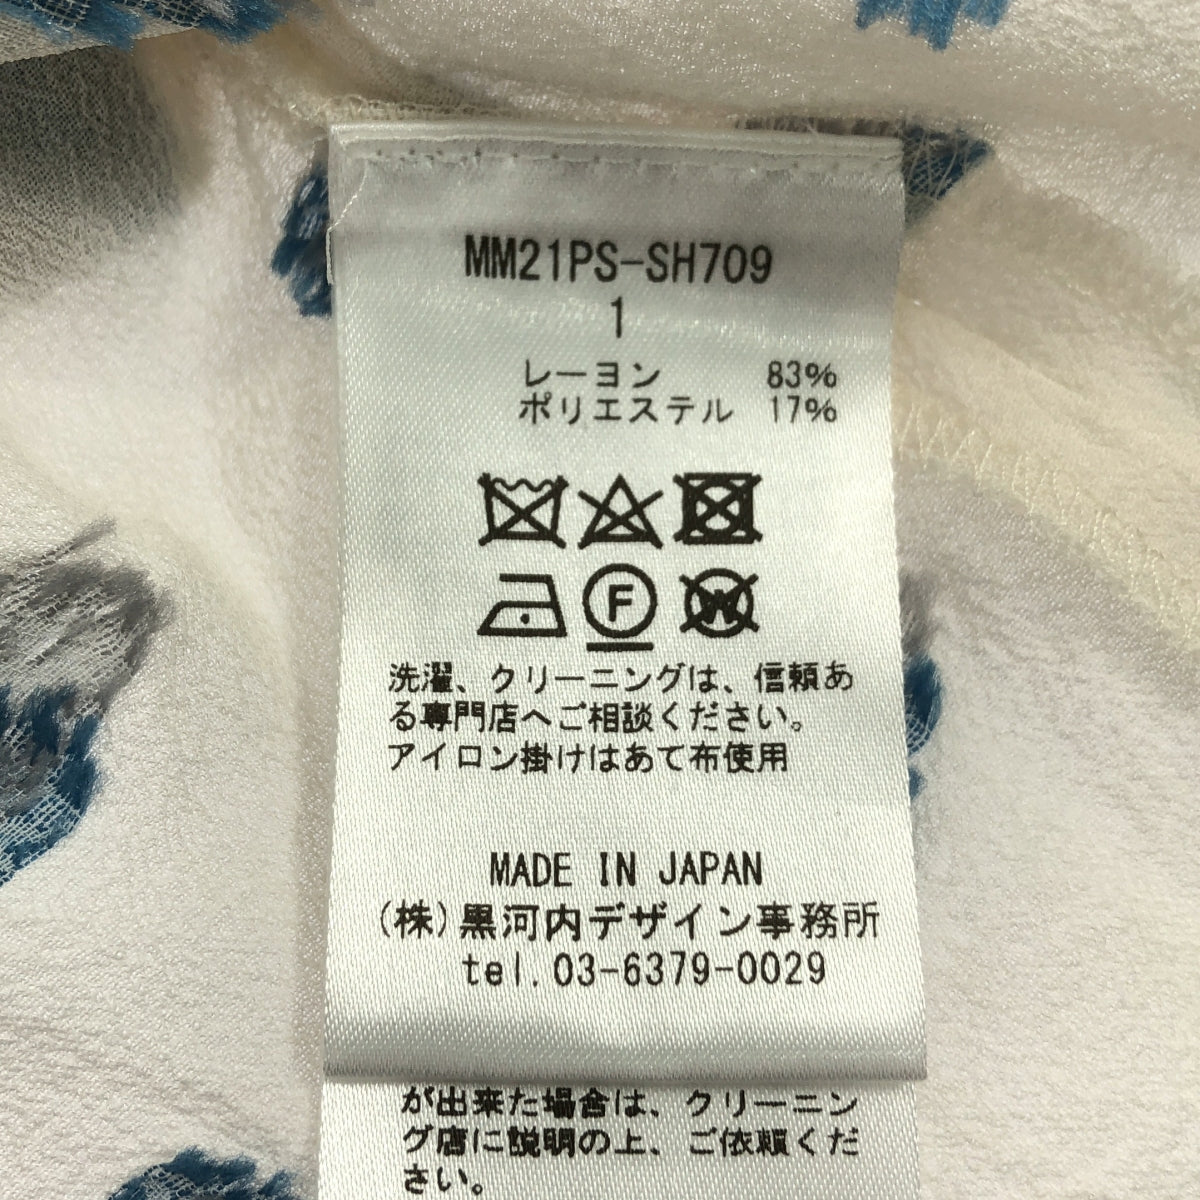 MM21PS-SH709
1
レーヨン 83%
ポリエステル 17%
F
W
洗濯、クリーニングは、信頼あ
る専門店へご相談ください。
アイロン掛けはあて布使用
MADE IN JAPAN
(株)黒河内デザイン事務所
tel.03-6379-0029
が出来た場合は、クリーニン
グ店に説明の上、ご依頼くだ
さい。